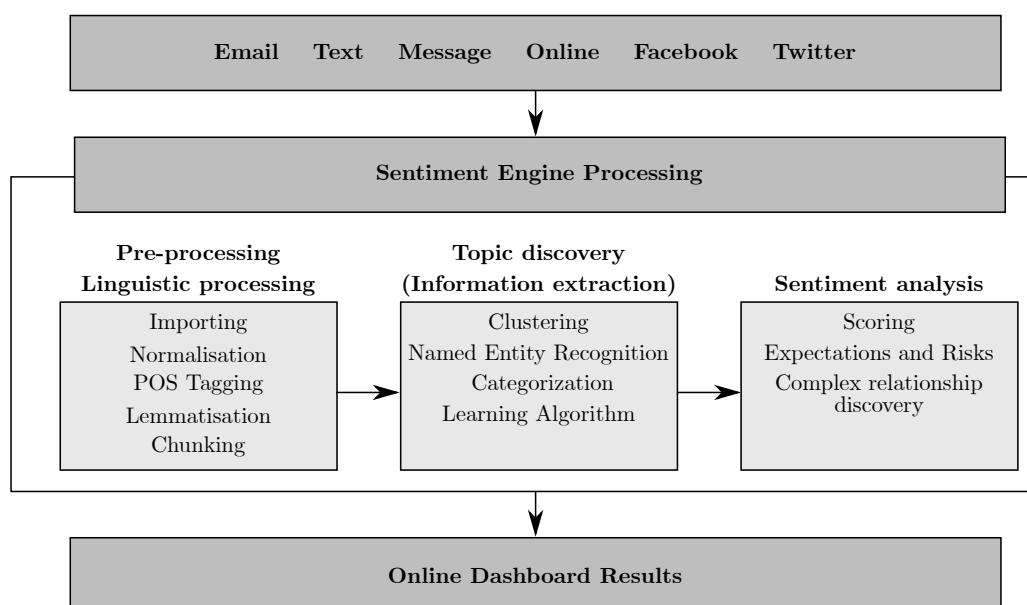 Email Text Message Online Facebook Twitter
Sentiment Engine Processing
Pre-processing
Linguistic processing
Importing
Normalisation
POS Tagging
Lemmatisation
Chunking
Topic discovery
(Information extraction)
Clustering
Named Entity Recognition
Categorization
Learning Algorithm
Sentiment analysis
Scoring
Expectations and Risks
Complex relationship
discovery
Online Dashboard Results